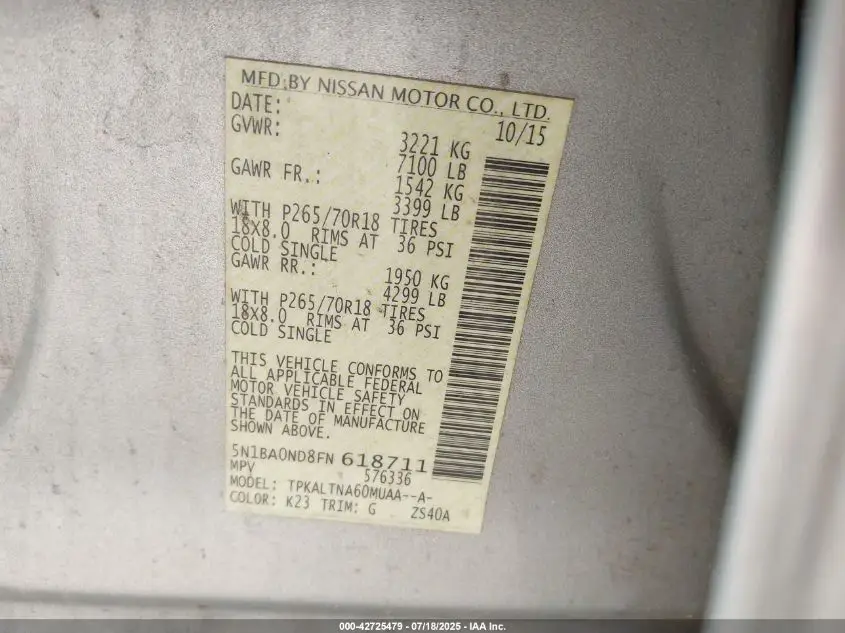 MFD BY NISSAN MOTOR CO., LTD.
DATE: 10/15
GVWR: 3221 KG
7100 LB
GAWR FR.: 1542 KG
3399 LB
WITH P265/70R18 TIRES
18X8.0 RIMS AT 36 PSI
COLD SINGLE
GAWR RR.: 1950 KG
4299 LB
WITH P265/70R18 TIRES
18X8.0 RIMS AT 36 PSI
COLD SINGLE
THIS VEHICLE CONFORMS TO
ALL APPLICABLE FEDERAL
MOTOR VEHICLE SAFETY
STANDARDS IN EFFECT ON
THE DATE OF MANUFACTURE
SHOWN ABOVE.
5N1BA0ND8FN 618711
MPV 576336
MODEL: TPKALTNA60MUAA--A-
COLOR: K23 TRIM: G ZS40A
000-42725479 - 07/18/2025 - IAA Inc.